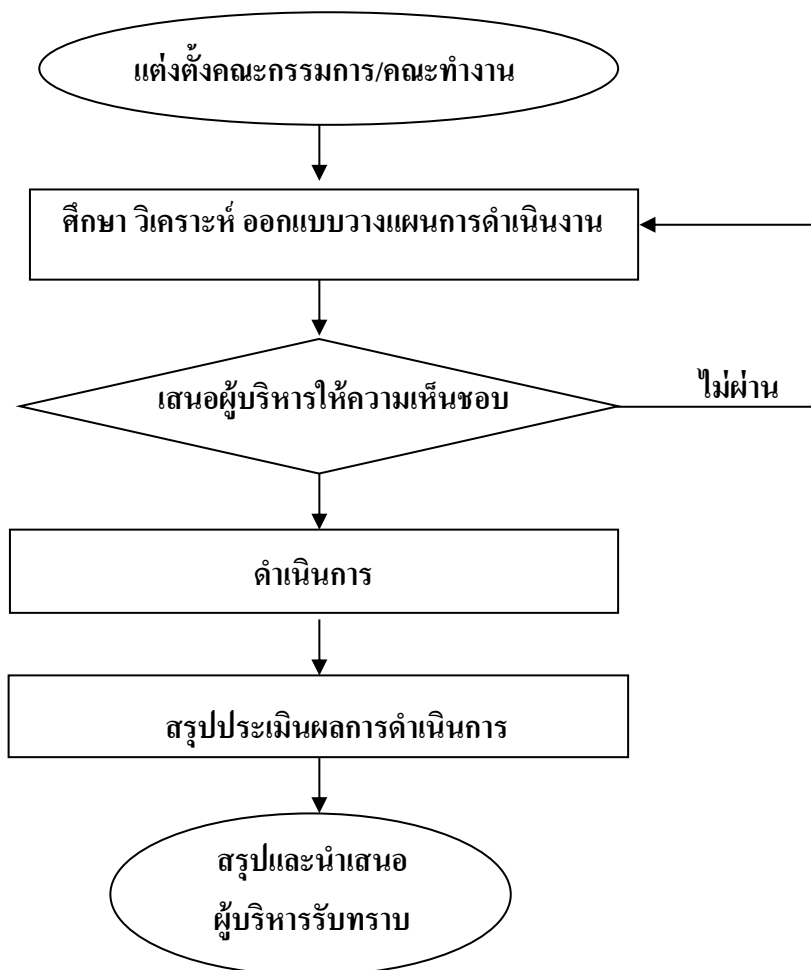 แต่งตั้งคณะกรรมการ/คณะทำงาน
ศึกษา วิเคราะห์ ออกแบบวางแผนการดำเนินงาน
เสนอผู้บริหารให้ความเห็นชอบ
ไม่ผ่าน
ดำเนินการ
สรุปประเมินผลการดำเนินการ
สรุปและนำเสนอ
ผู้บริหารรับทราบ